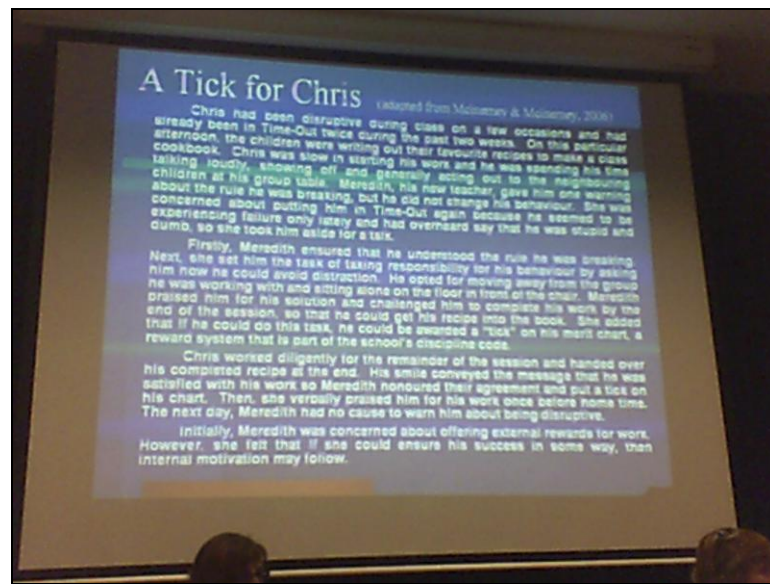 A Tick for Chris (adapted from McInerney & McInerney, 2006)
Chris had been disruptive during class on a few occasions and had
already been in Time-Out twice during the past two weeks. On this particular
afternoon, the children were writing out their favourite recipes to make a class
cookbook. Chris was slow in starting his work and he was spending his time
talking loudly, showing off and generally acting out to the neighbouring
children at his group table. Meredith, his new teacher, gave him one warning
about the rule he was breaking, but he did not change his behaviour. She was
concerned about putting him in Time-Out again because he seemed to be
experiencing failure only lately and had overheard say that he was stupid and
dumb, so she took him aside for a talk.
Firstly, Meredith ensured that he understood the rule he was breaking.
Next, she set him the task of taking responsibility for his behaviour by asking
him how he could avoid distraction. He opted for moving away from the group
he was working with and sitting alone on the floor in front of the chair. Meredith
praised him for his solution and challenged him to complete his work by the
end of the session, so that he could get his recipe into the book. She added
that if he could do this task, he could be awarded a "tick" on his merit chart, a
reward system that is part of the school's discipline code.
Chris worked diligently for the remainder of the session and handed over
his completed recipe at the end. His smile conveyed the message that he was
satisfied with his work so Meredith honoured their agreement and put a tick on
his chart. Then, she verbally praised him for his work once before home time.
The next day, Meredith had no cause to warn him about being disruptive.
Initially, Meredith was concerned about offering external rewards for work.
However, she felt that if she could ensure his success in some way, then
internal motivation may follow.